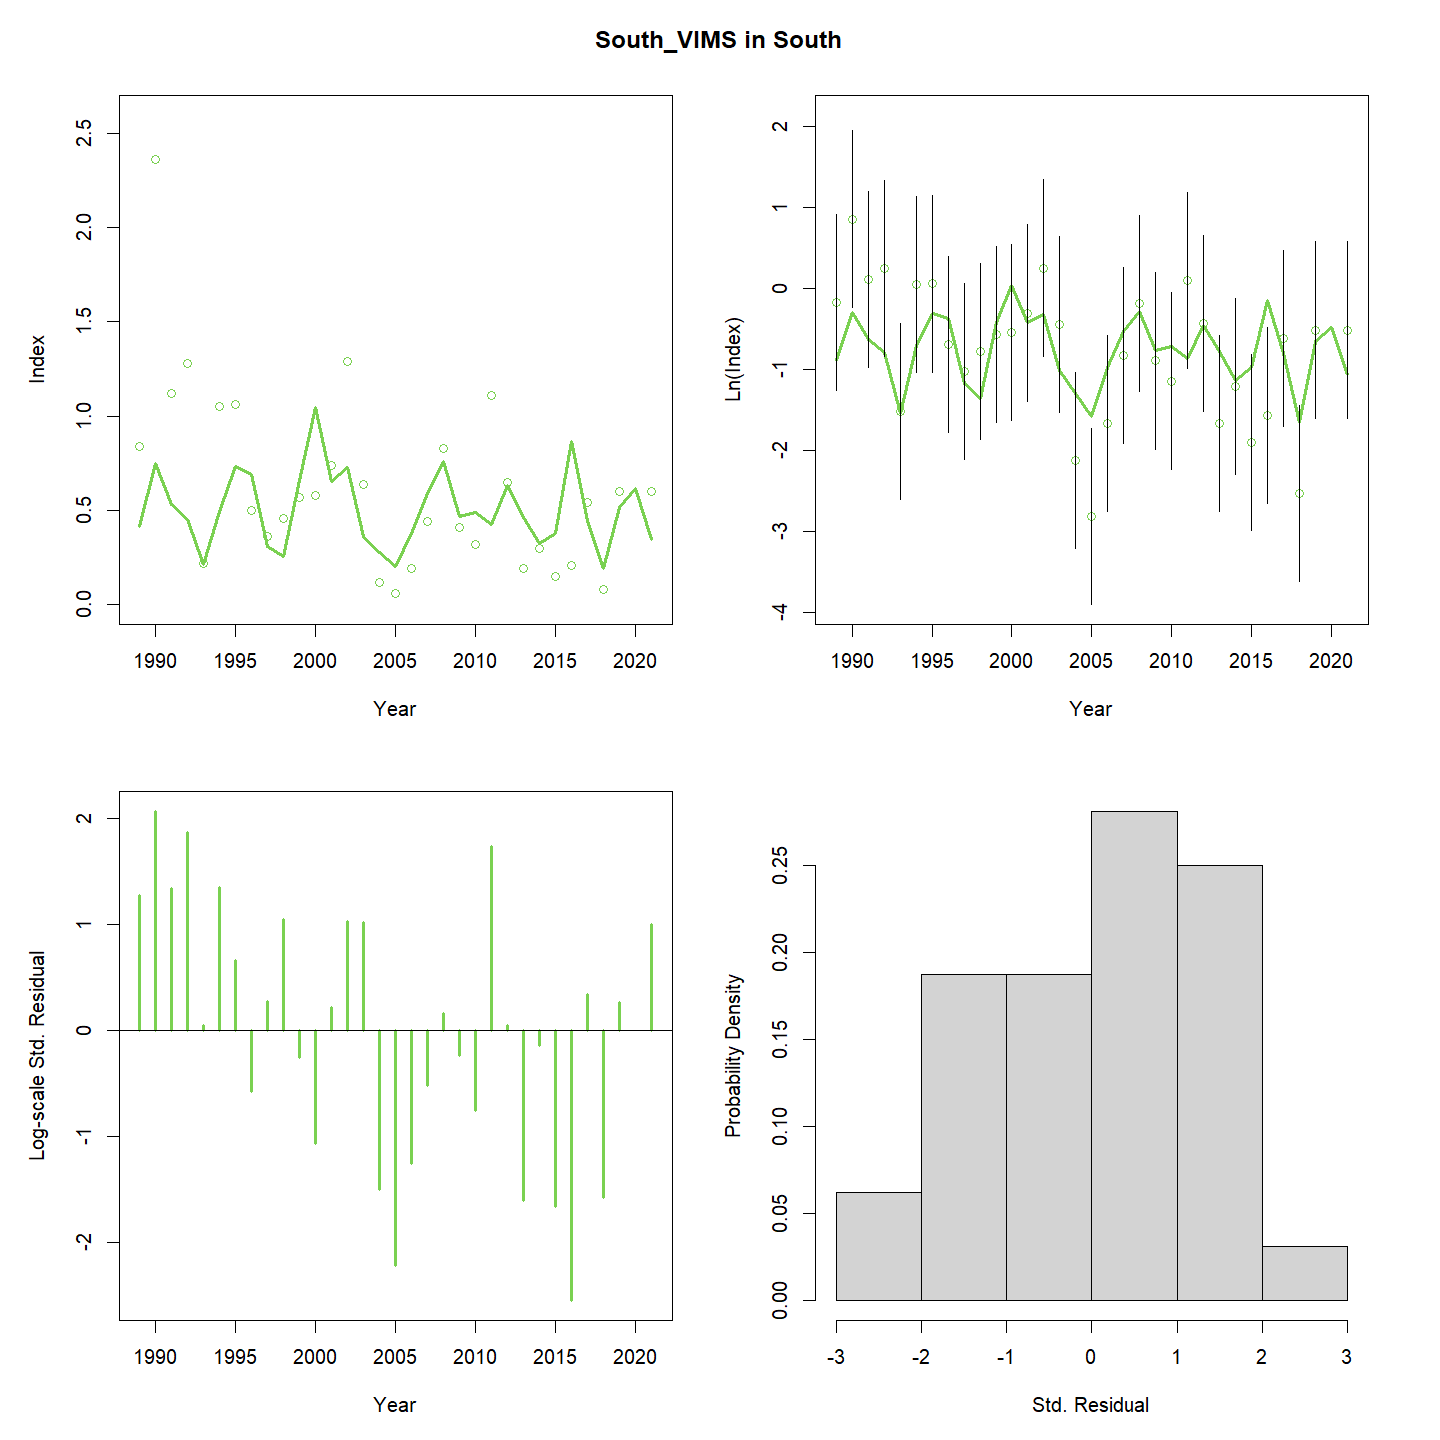 South_VIMS in South
Index
2.5
2.0
1.5
1.0
0.5
0.0
1990 1995 2000 2005 2010 2015 2020
Year
Ln(Index)
2
1
0
-1
-2
-3
-4
1990 1995 2000 2005 2010 2015 2020
Year
Log-scale Std. Residual
2
1
0
-1
-2
1990 1995 2000 2005 2010 2015 2020
Year
Probability Density
0.25
0.20
0.15
0.10
0.05
0.00
-3 -2 -1 0 1 2 3
Std. Residual